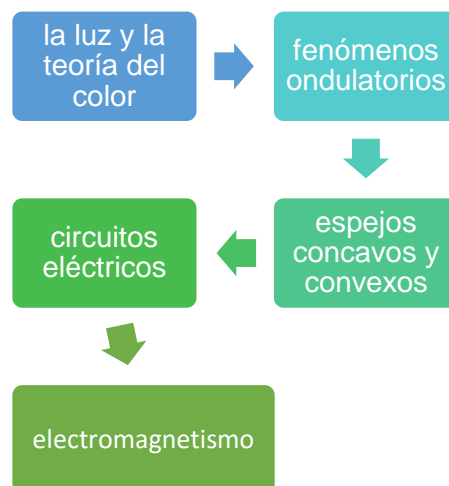 la luz y la
teoría del
color
fenómenos
ondulatorios
espejos
concavos y
convexos
circuitos
eléctricos
electromagnetismo